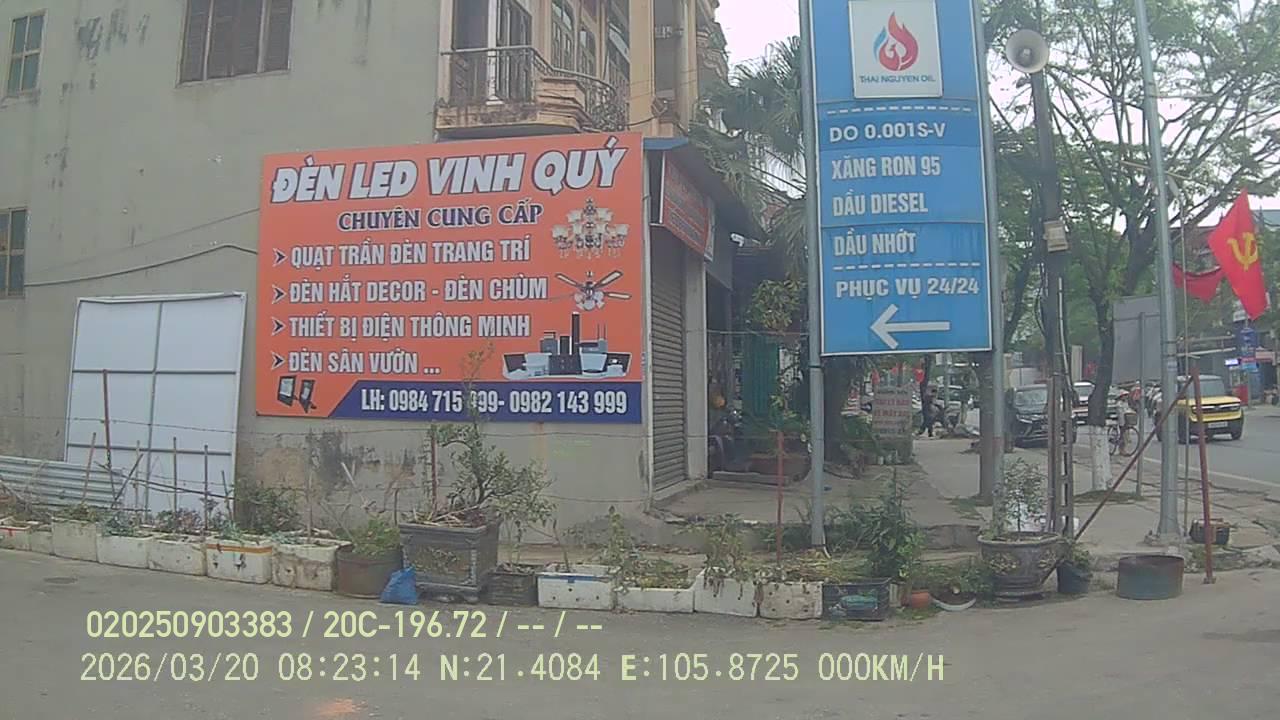 ĐÈN LED VINH QUÝ
CHUYÊN CUNG CẤP
QUẠT TRẦN ĐÈN TRANG TRÍ
ĐÈN HẮT DECOR - ĐÈN CHÙM
THIẾT BỊ ĐIỆN THÔNG MINH
ĐÈN SÂN VƯỜN ...
LH: 0984 715 999- 0982 143 999
THAI NGUYEN OIL
DO 0.001S-V
XĂNG RON 95
DẦU DIESEL
DẦU NHỚT
PHỤC VỤ 24/24
020250903383 / 20C-196.72 / -- / --
2026/03/20 08:23:14 N:21.4084 E:105.8725 000KM/H